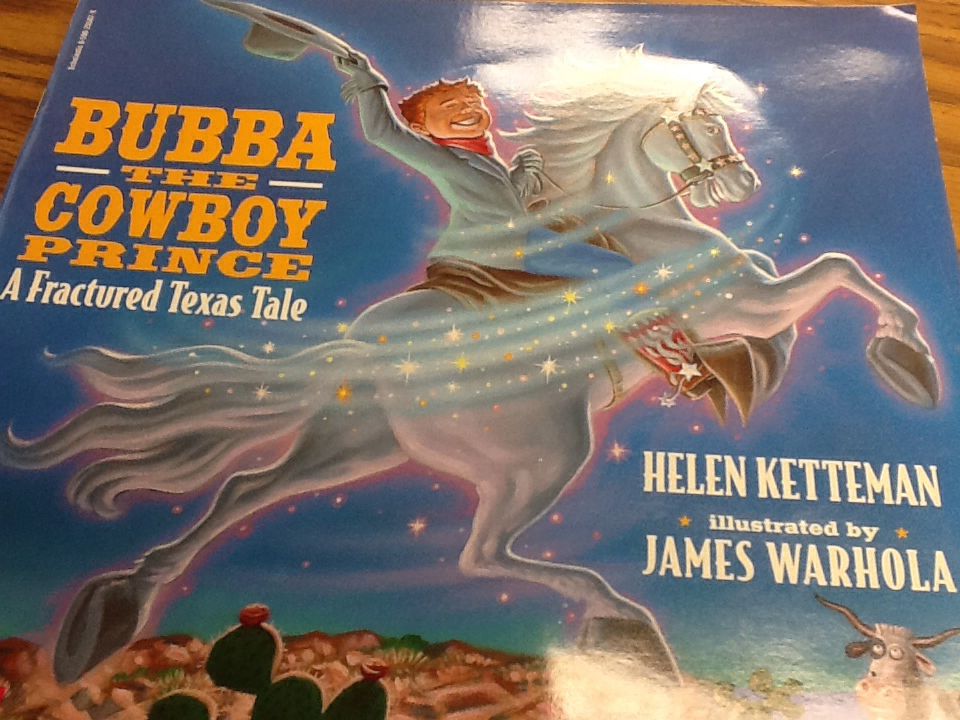 BUBBA
THE
COWBOY
PRINCE
A Fractured Texas Tale
HELEN KETTEMAN
illustrated by
JAMES WARHOLA